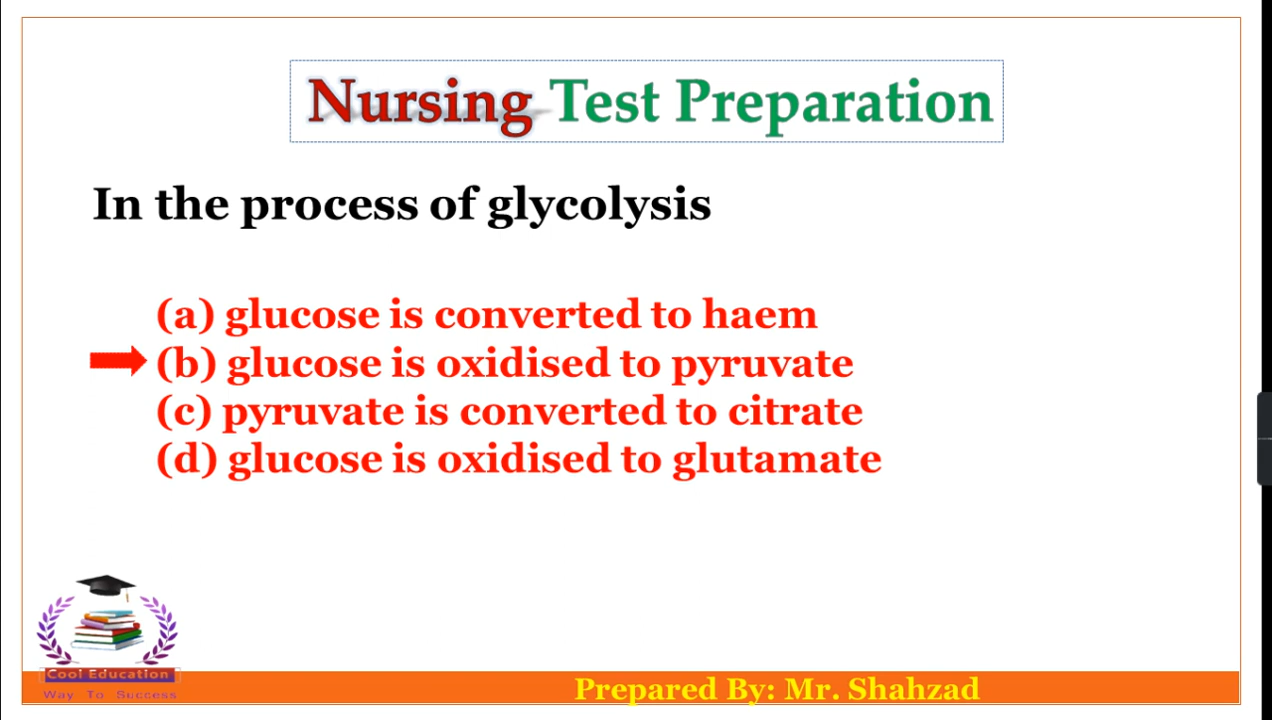 Nursing Test Preparation
In the process of glycolysis
(a) glucose is converted to haem
(b) glucose is oxidised to pyruvate
(c) pyruvate is converted to citrate
(d) glucose is oxidised to glutamate
Cool Education
Way To Success
Prepared By: Mr. Shahzad